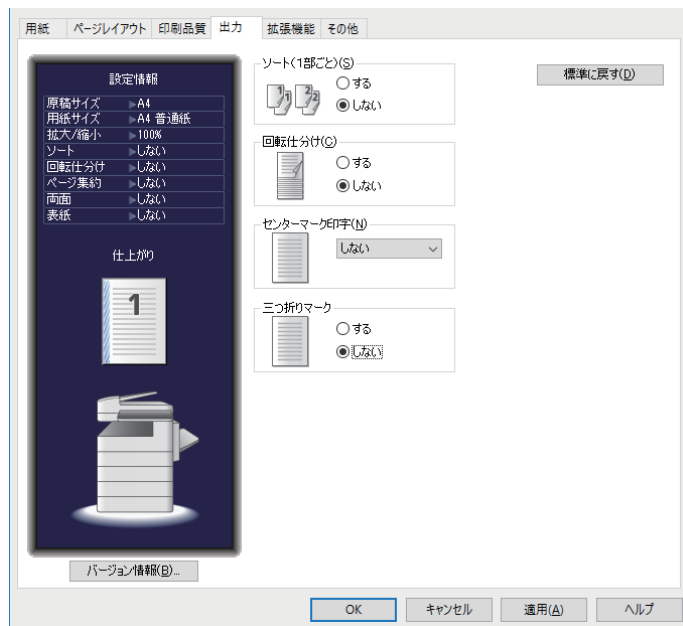 用紙 ページレイアウト 印刷品質 出力 拡張機能 その他
設定情報
原稿サイズ ▶A4
用紙サイズ ▶A4 普通紙
拡大/縮小 ▶100%
ソート ▶しない
回転仕分け ▶しない
ページ集約 ▶しない
両面 ▶しない
表紙 ▶しない
仕上がり
1
バージョン情報(B)...
ソート(1部ごと)(S)
1 1 2 2
する
しない
回転仕分け(C)
する
しない
センターマーク印字(N)
しない
三つ折りマーク
する
しない
標準に戻す(D)
OK キャンセル 適用(A) ヘルプ